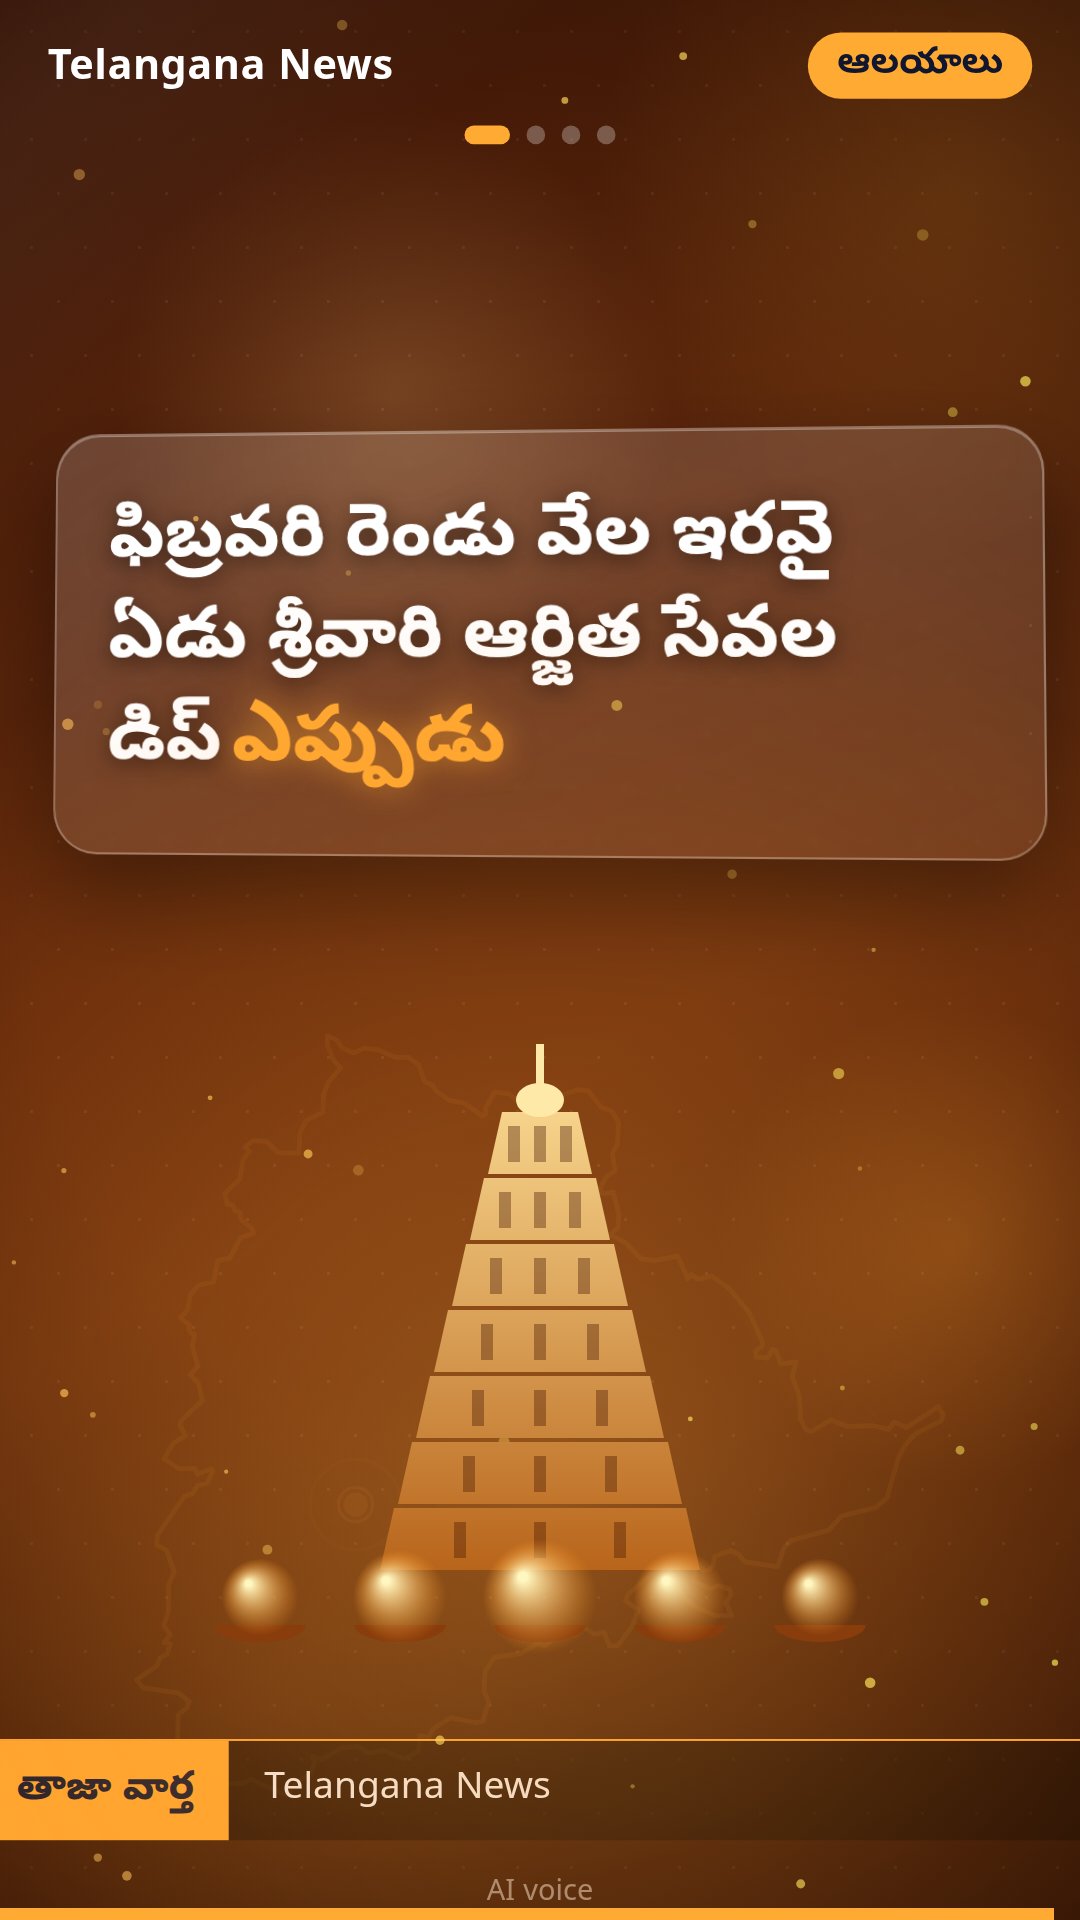 Telangana News
ఆలయాలు
ఫిబ్రవరి రెండు వేల ఇరవై
ఏడు శ్రీవారి ఆర్జిత సేవల
డిప్ ఎప్పుడు
తాజా వార్త
Telangana News
AI voice